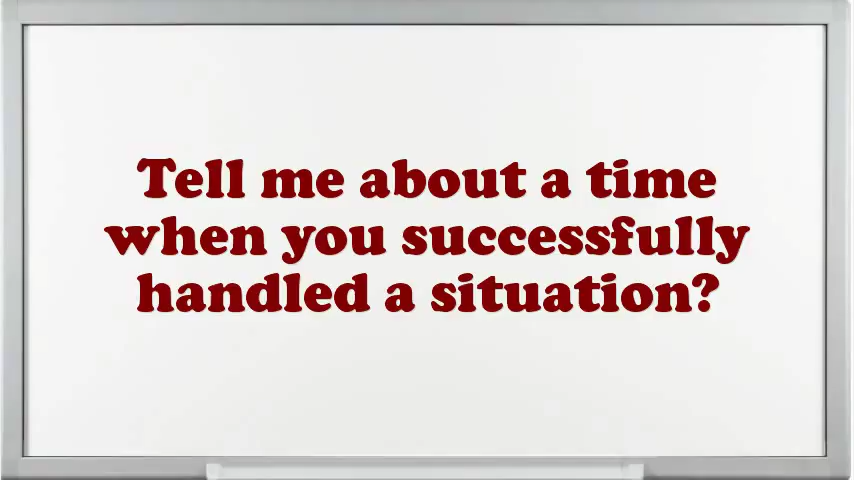 Tell me about a time
when you successfully
handled a situation?